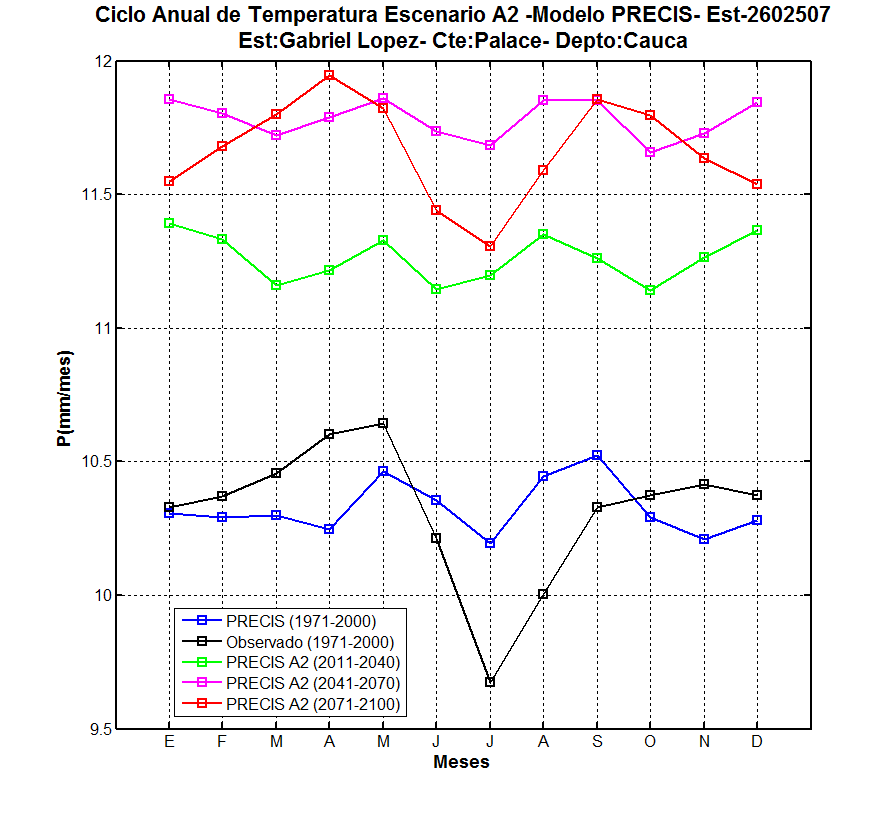 Ciclo Anual de Temperatura Escenario A2 -Modelo PRECIS- Est-2602507
Est:Gabriel Lopez- Cte:Palace- Depto:Cauca
12
11.5
11
10.5
10
9.5
P(mm/mes)
PRECIS (1971-2000)
Observado (1971-2000)
PRECIS A2 (2011-2040)
PRECIS A2 (2041-2070)
PRECIS A2 (2071-2100)
E F M A M J J A S O N D
Meses